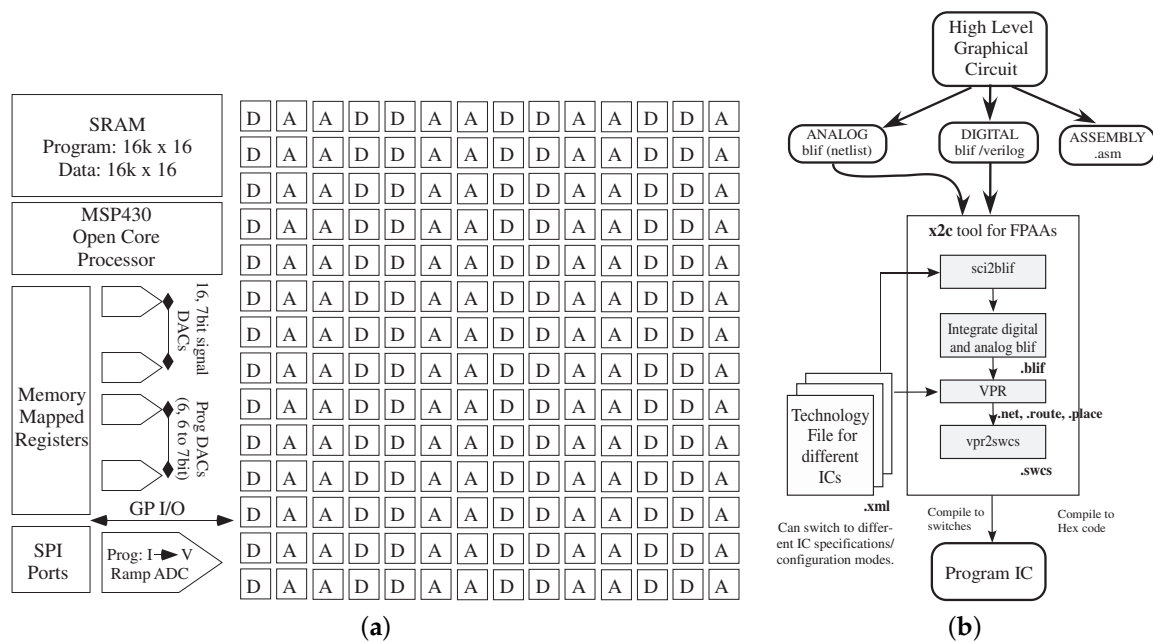 SRAM
Program: 16k x 16
Data: 16k x 16
MSP430
Open Core
Processor
Memory
Mapped
Registers
16, 7bit signal
DACs
Prog DACs
(6, 6 to 7bit)
GP I/O
SPI
Ports
Prog: I V
Ramp ADC
D A A D D A A D D A A D D A
D A A D D A A D D A A D D A
D A A D D A A D D A A D D A
D A A D D A A D D A A D D A
D A A D D A A D D A A D D A
D A A D D A A D D A A D D A
D A A D D A A D D A A D D A
D A A D D A A D D A A D D A
D A A D D A A D D A A D D A
D A A D D A A D D A A D D A
D A A D D A A D D A A D D A
D A A D D A A D D A A D D A
D A A D D A A D D A A D D A
D A A D D A A D D A A D D A
(a)
High Level
Graphical
Circuit
ANALOG
blif (netlist)
DIGITAL
blif /verilog
ASSEMBLY
.asm
x2c tool for FPAAs
sci2blif
Integrate digital
and analog blif
.blif
VPR
.net, .route, .place
vpr2swcs
.swcs
Technology
File for
different
ICs
.xml
Can switch to differ-
ent IC specifications/
configuration modes.
Compile to
switches
Compile to
Hex code
Program IC
(b)